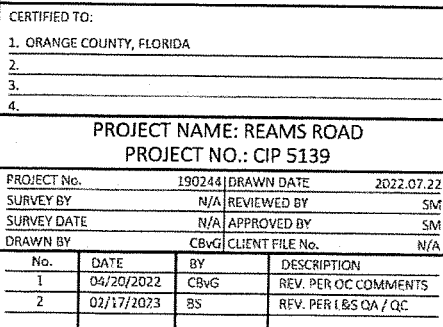 CERTIFIED TO:
1. ORANGE COUNTY, FLORIDA
2.
3.
4.
PROJECT NAME: REAMS ROAD
PROJECT NO.: CIP 5139
PROJECT No. 190244 DRAWN DATE 2022.07.22
SURVEY BY N/A REVIEWED BY SM
SURVEY DATE N/A APPROVED BY SM
DRAWN BY CBvG CLIENT FILE No. N/A
No. DATE BY DESCRIPTION
1 04/20/2022 CBvG REV. PER OC COMMENTS
2 02/17/2023 BS REV. PER L&S QA / QC